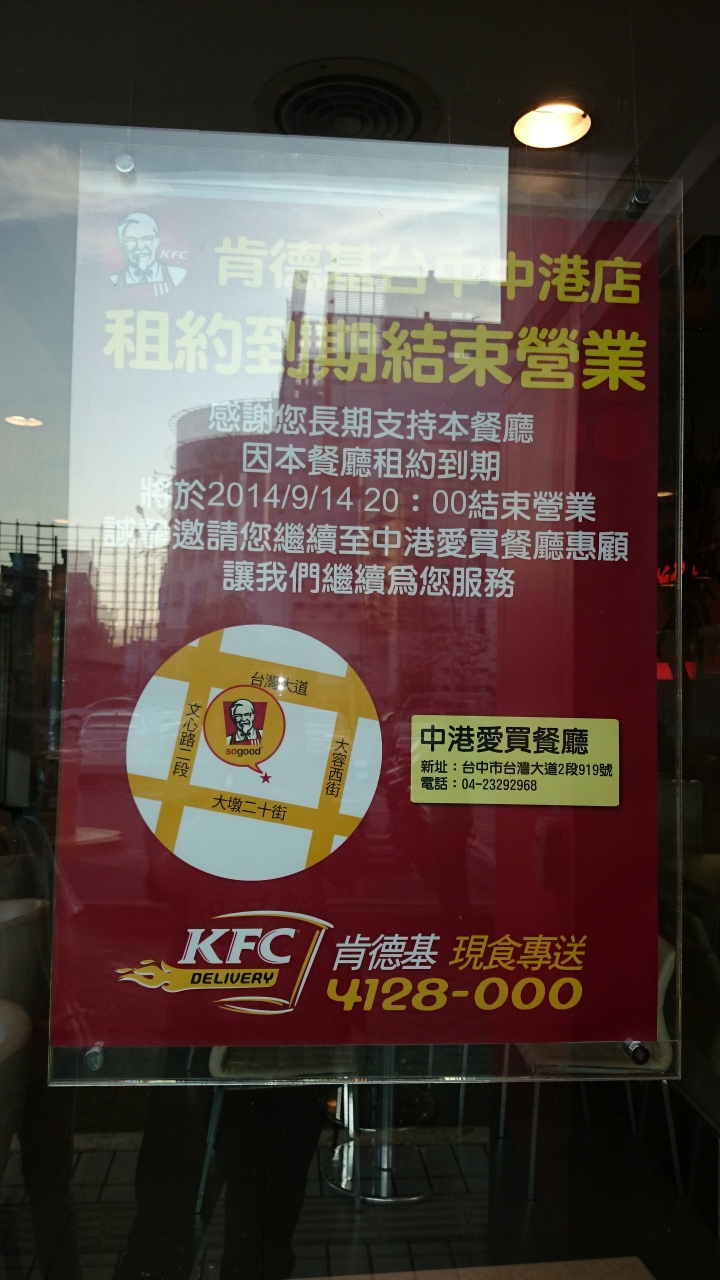 KFC
肯德基台中中港店
租約到期結束營業
感謝您長期支持本餐廳
因本餐廳租約到期
將於2014/9/14 20：00結束營業
誠摯邀請您繼續至中港愛買餐廳惠顧
讓我們繼續為您服務
台灣大道
文心路二段
sogood
大容西街
大墩二十街
中港愛買餐廳
新址：台中市台灣大道2段919號
電話：04-23292968
KFC
DELIVERY
肯德基 現食專送
4128-000